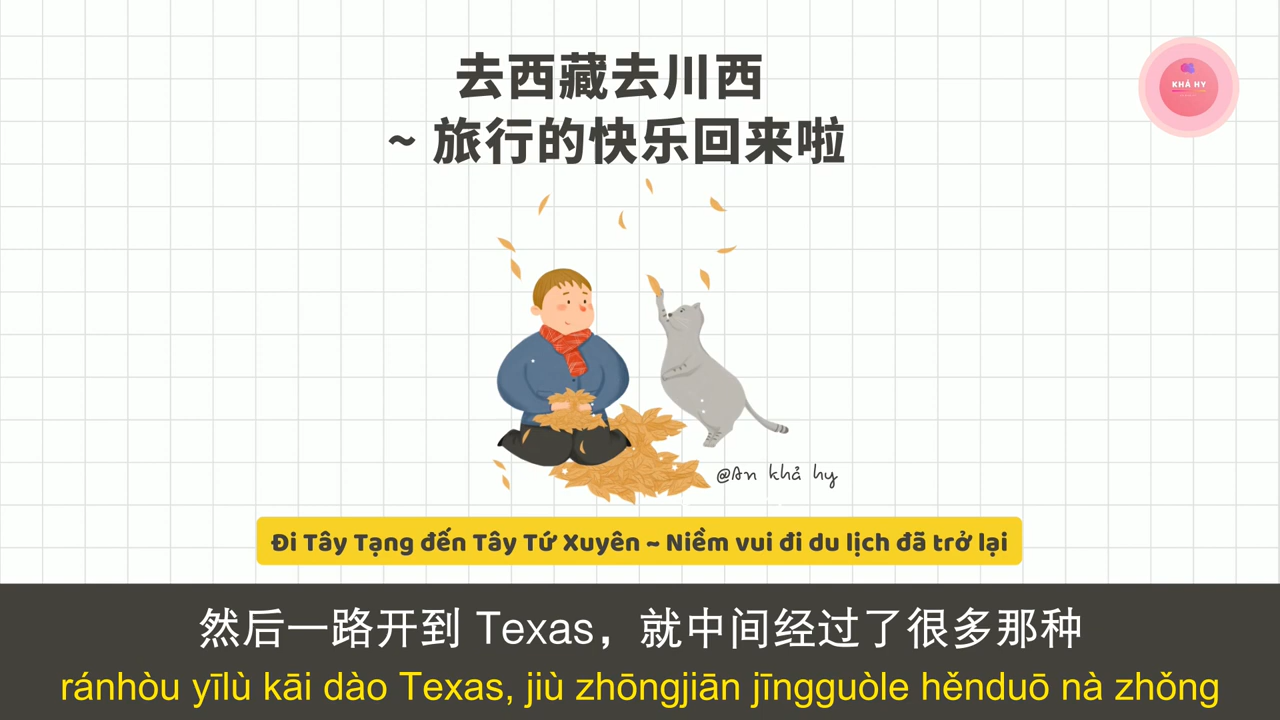 去西藏去川西
~ 旅行的快乐回来啦
KHẢ HY
@An khả hy
Đi Tây Tạng đến Tây Tứ Xuyên ~ Niềm vui đi du lịch đã trở lại
然后一路开到 Texas，就中间经过了很多那种
ránhòu yīlù kāi dào Texas, jiù zhōngjiān jīngguòle hěnduō nà zhǒng